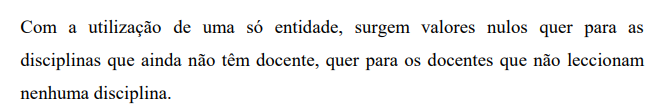 Com a utilização de uma só entidade, surgem valores nulos quer para as
disciplinas que ainda não têm docente, quer para os docentes que não leccionam
nenhuma disciplina.